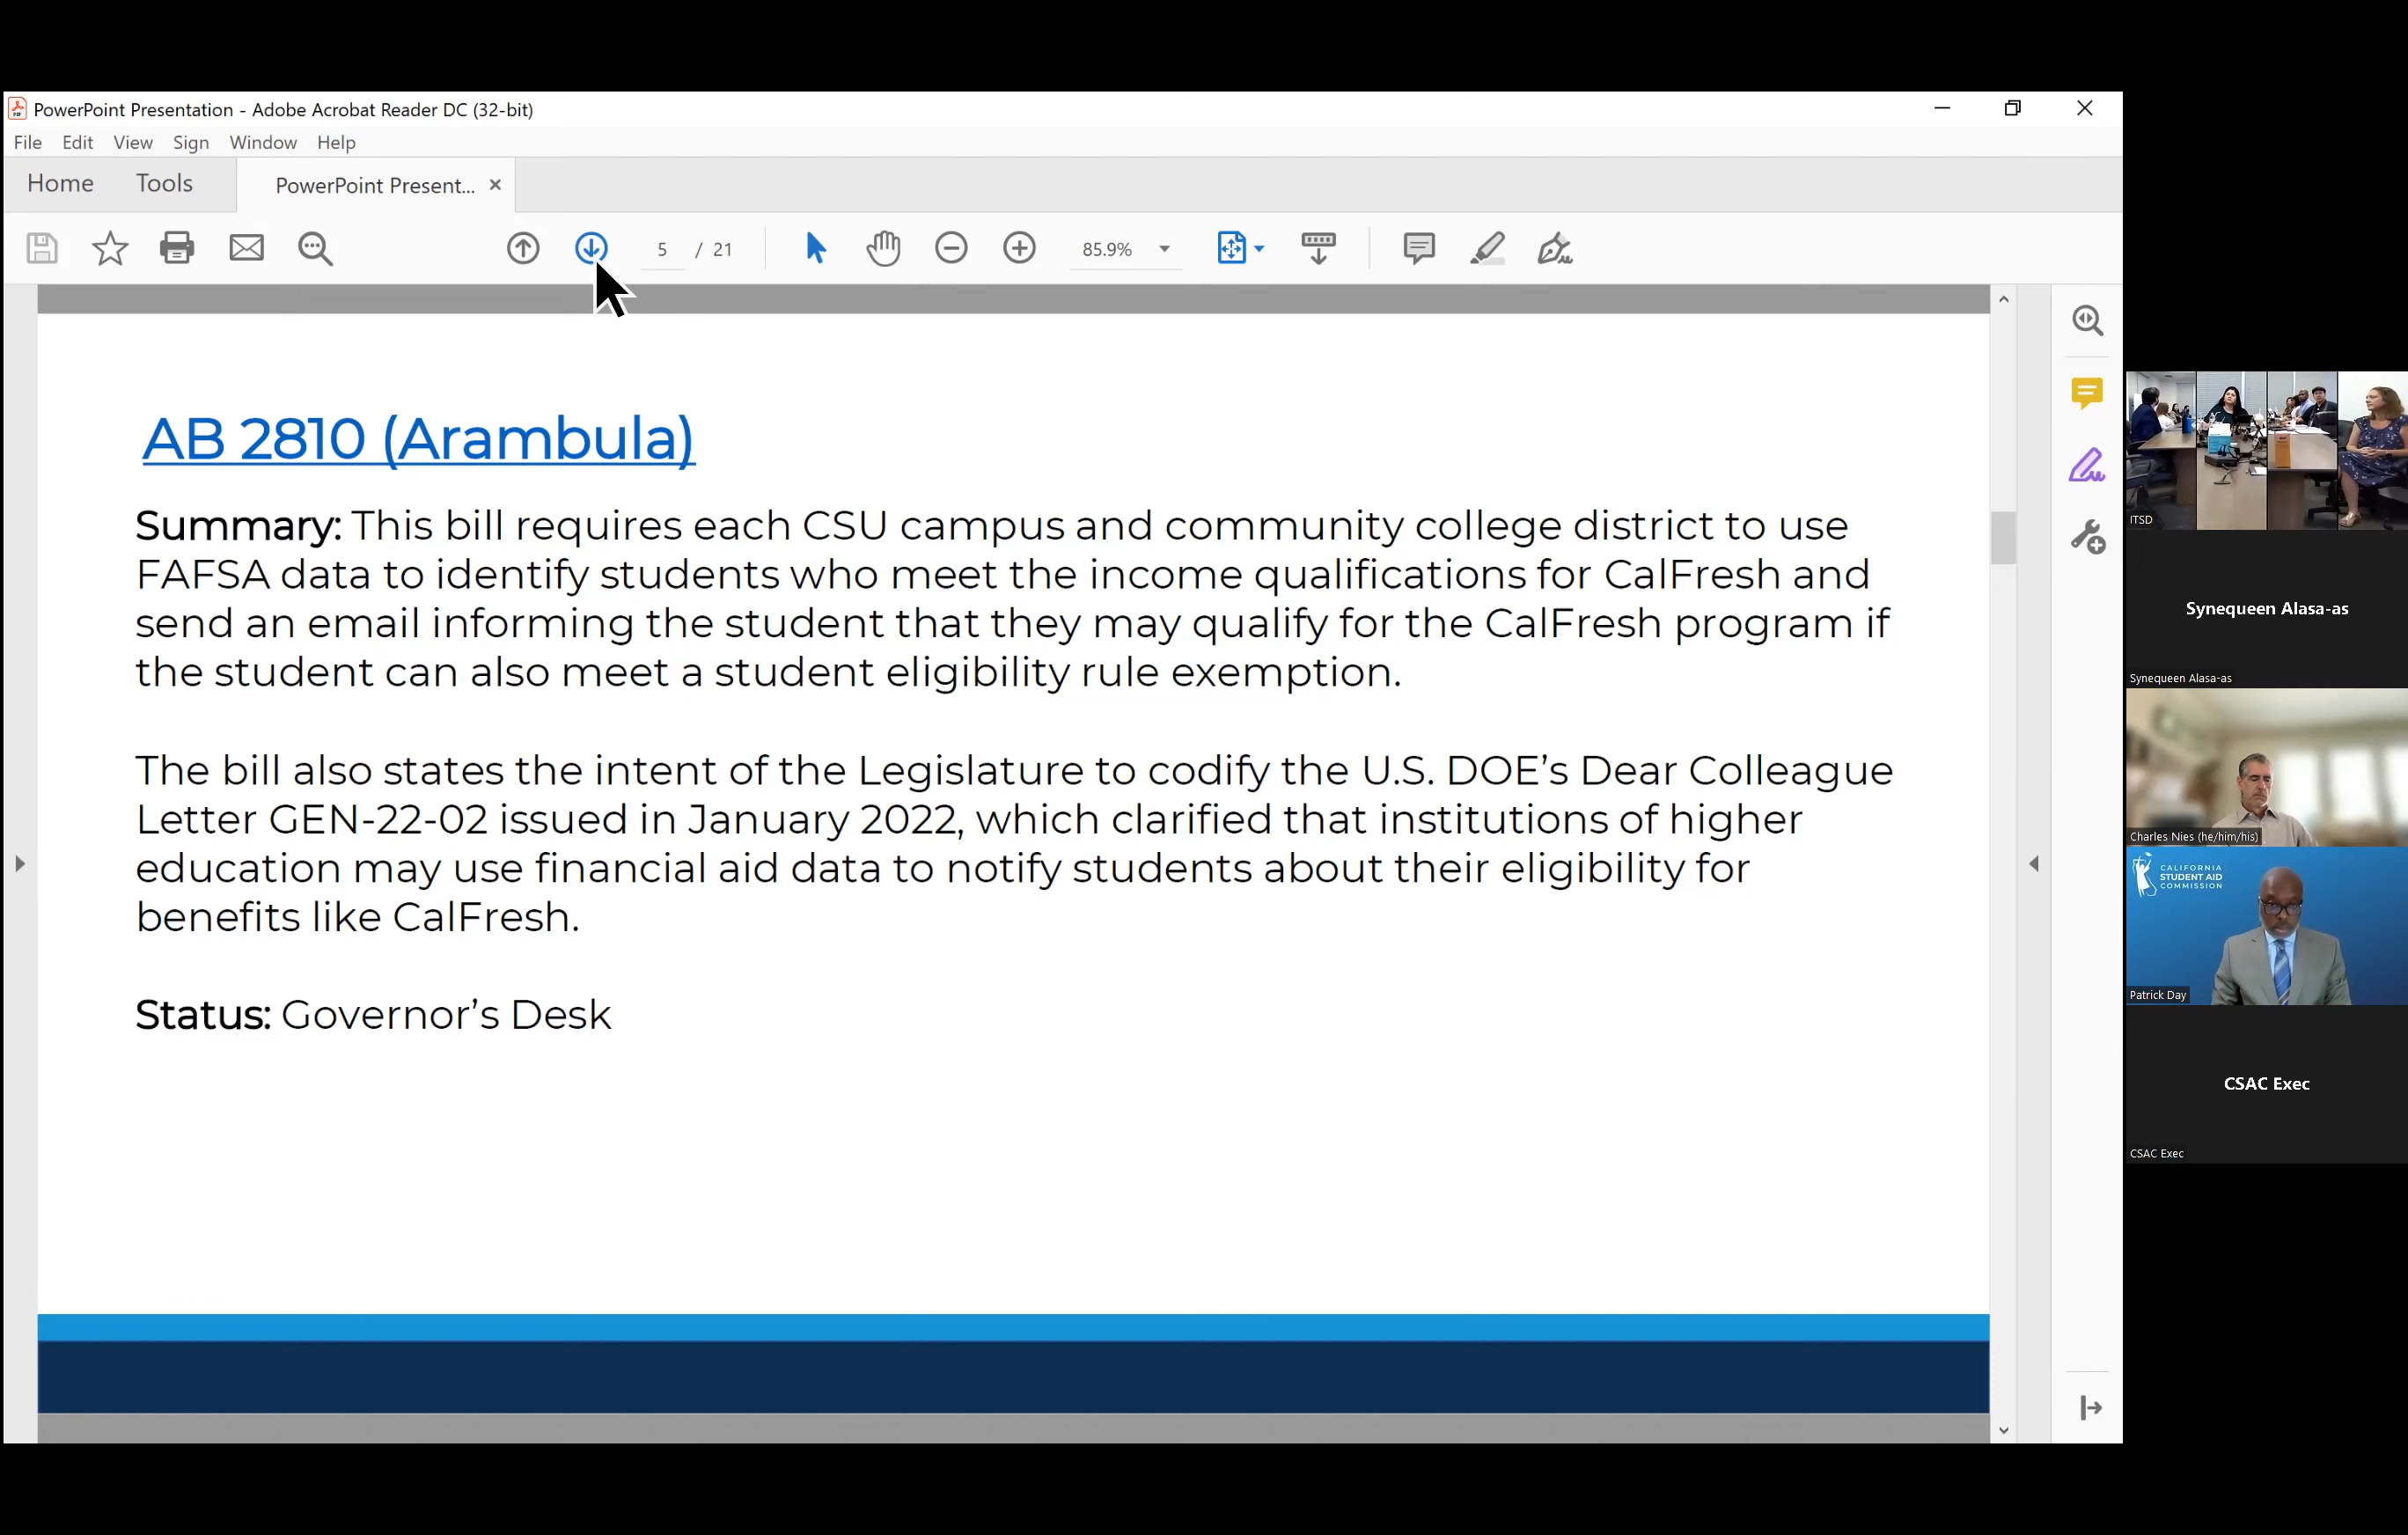 PowerPoint Presentation - Adobe Acrobat Reader DC (32-bit)
File Edit View Sign Window Help
Home Tools PowerPoint Present...
5 / 21 85.9%
AB 2810 (Arambula)
Summary: This bill requires each CSU campus and community college district to use
FAFSA data to identify students who meet the income qualifications for CalFresh and
send an email informing the student that they may qualify for the CalFresh program if
the student can also meet a student eligibility rule exemption.
The bill also states the intent of the Legislature to codify the U.S. DOE’s Dear Colleague
Letter GEN-22-02 issued in January 2022, which clarified that institutions of higher
education may use financial aid data to notify students about their eligibility for
benefits like CalFresh.
Status: Governor’s Desk
ITSD
Synequeen Alasa-as
Synequeen Alasa-as
Charles Nies (he/him/his)
CALIFORNIA
STUDENT AID
COMMISSION
Patrick Day
CSAC Exec
CSAC Exec